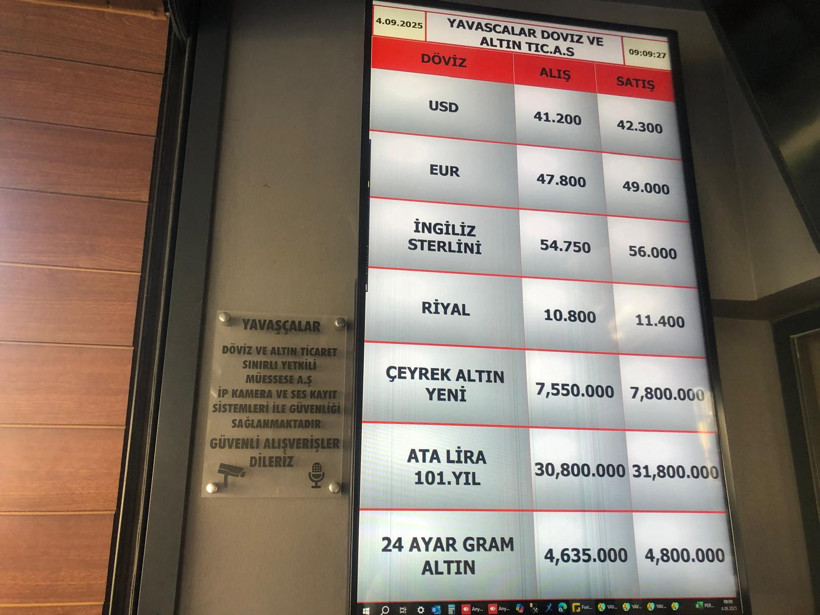 4.09.2025
YAVASCALAR DOVIZ VE
ALTIN TIC.A.S
09:09:27
DÖVİZ ALIŞ SATIŞ
USD 41.200 42.300
EUR 47.800 49.000
İNGİLİZ
STERLİNİ 54.750 56.000
RİYAL 10.800 11.400
ÇEYREK ALTIN
YENİ 7,550.000 7,800.000
ATA LİRA
101.YIL 30,800.000 31,800.000
24 AYAR GRAM
ALTIN 4,635.000 4,800.000
YAVAŞÇALAR
DÖVİZ VE ALTIN TİCARET
SINIRLI YETKİLİ
MÜESSESE A.Ş
İP KAMERA VE SES KAYIT
SİSTEMLERİ İLE GÜVENLİĞİ
SAĞLANMAKTADIR
GÜVENLİ ALIŞVERİŞLER
DİLERİZ